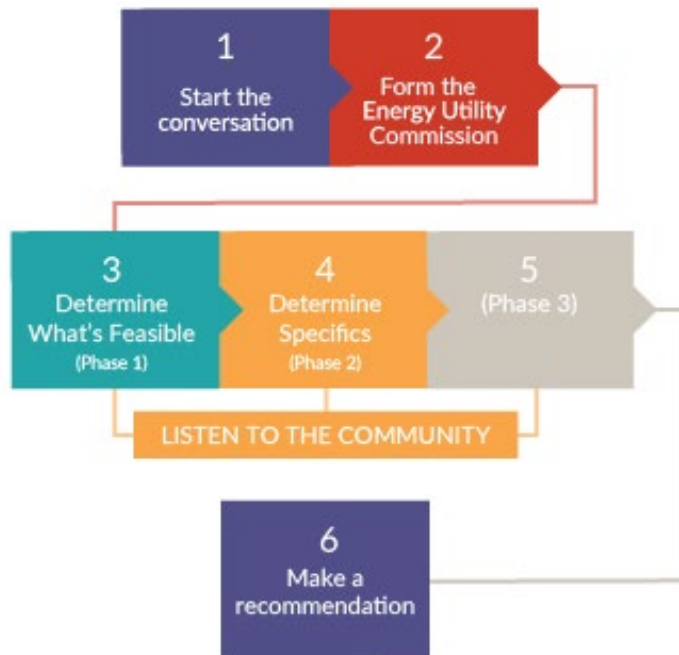 1
Start the
conversation
2
Form the
Energy Utility
Commission
3
Determine
What's Feasible
(Phase 1)
4
Determine
Specifics
(Phase 2)
5
(Phase 3)
LISTEN TO THE COMMUNITY
6
Make a
recommendation